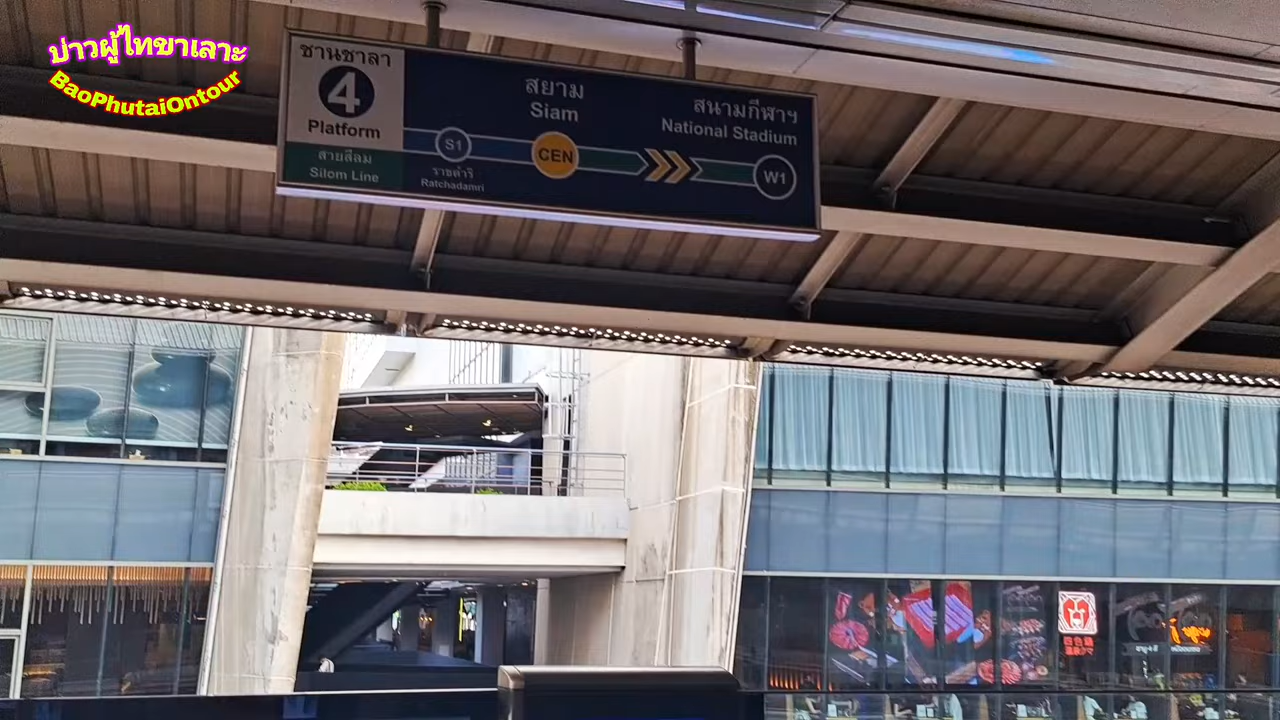 บ่าวผู้ไทขาเลาะ
BaoPhutaiOntour
ชานชาลา
4
Platform
สายสีลม
Silom Line
S1
ราชดำริ
Ratchadamri
สยาม
Siam
CEN
สนามกีฬาฯ
National Stadium
W1